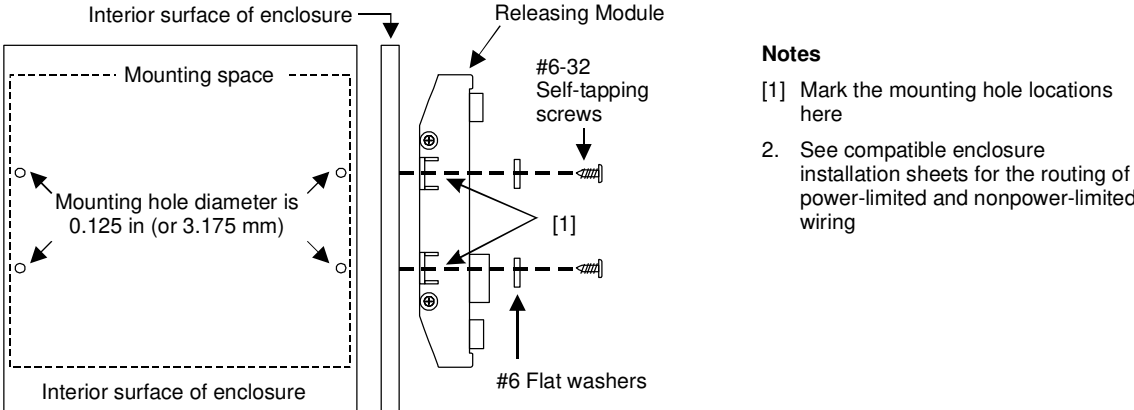 Interior surface of enclosure
Releasing Module
Mounting space
#6-32
Self-tapping
screws
Mounting hole diameter is
0.125 in (or 3.175 mm)
[1]
Interior surface of enclosure
#6 Flat washers
Notes
[1] Mark the mounting hole locations
here
2. See compatible enclosure
installation sheets for the routing of
power-limited and nonpower-limited
wiring